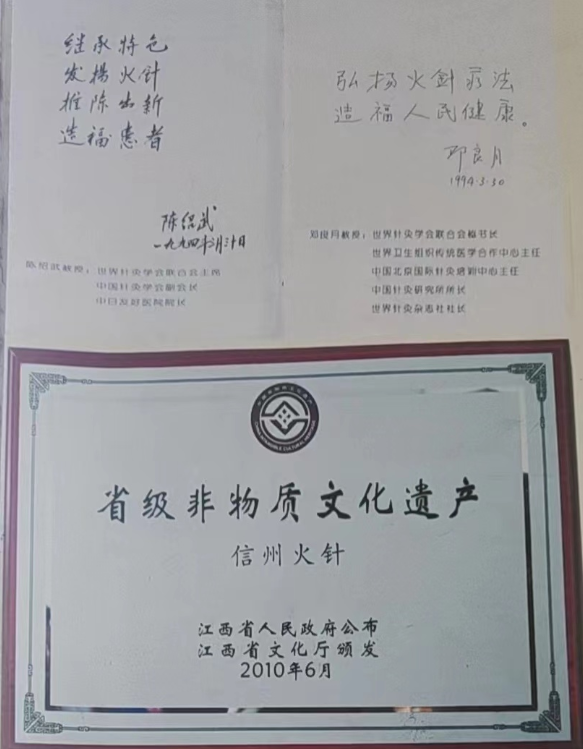 继承特色
发扬火针
推陈出新
造福患者
陈绍武
一九九四年三月三十日
陈绍武教授：世界针灸学会联合会主席
中国针灸学会副会长
中日友好医院院长
弘扬火針疗法
造福人民健康。
邓良月
1994.3.30
邓良月教授：世界针灸学会联合会秘书长
世界卫生组织传统医学合作中心主任
中国北京国际针灸培训中心主任
中国针灸研究所所长
世界针灸杂志社社长
省级非物质文化遗产
信州火针
江西省人民政府公布
江西省文化厅颁发
2010年6月